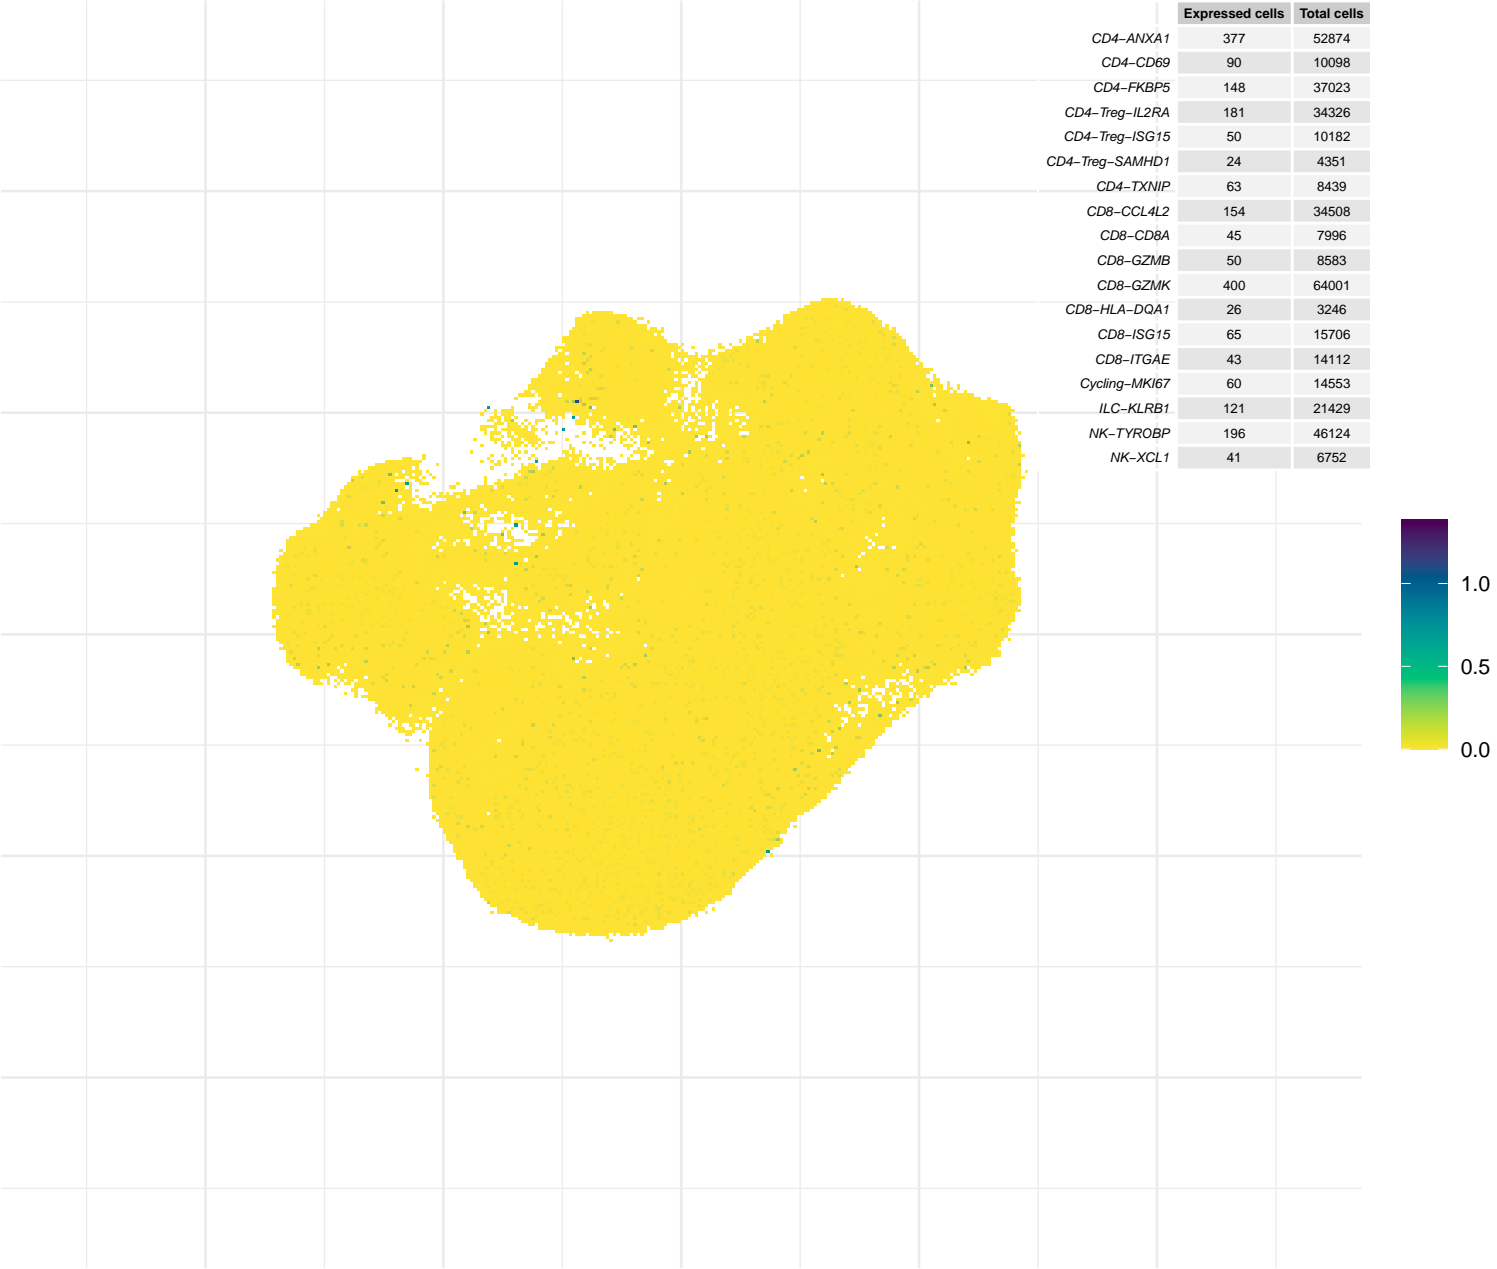 Expressed cells Total cells
CD4−ANXA1 377 52874
CD4−CD69 90 10098
CD4−FKBP5 148 37023
CD4−Treg−IL2RA 181 34326
CD4−Treg−ISG15 50 10182
CD4−Treg−SAMHD1 24 4351
CD4−TXNIP 63 8439
CD8−CCL4L2 154 34508
CD8−CD8A 45 7996
CD8−GZMB 50 8583
CD8−GZMK 400 64001
CD8−HLA−DQA1 26 3246
CD8−ISG15 65 15706
CD8−ITGAE 43 14112
Cycling−MKI67 60 14553
ILC−KLRB1 121 21429
NK−TYROBP 196 46124
NK−XCL1 41 6752
1.0
0.5
0.0